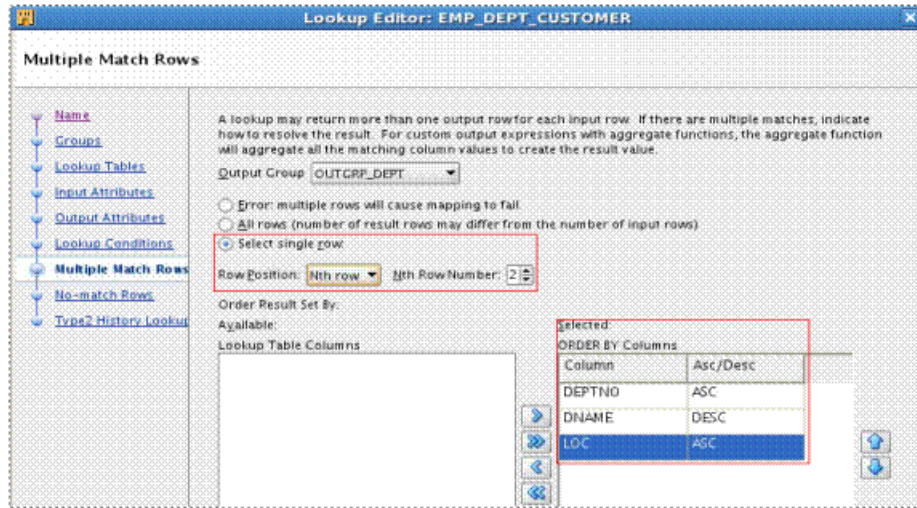 Lookup Editor: EMP_DEPT_CUSTOMER
Multiple Match Rows
Name
Groups
Lookup Tables
Input Attributes
Output Attributes
Lookup Conditions
Multiple Match Rows
No-match Rows
Type2 History Lookup
A lookup may return more than one output row for each input row. If there are multiple matches, indicate
how to resolve the result. For custom output expressions with aggregate functions, the aggregate function
will aggregate all the matching column values to create the result value.
Output Group OUTGRP_DEPT
Error: multiple rows will cause mapping to fail
All rows (number of result rows may differ from the number of input rows)
Select single row:
Row Position: Nth row Nth Row Number: 2
Order Result Set By:
Available:
Lookup Table Columns
Selected:
ORDER BY Columns
Column Asc/Desc
DEPTNO ASC
DNAME DESC
LOC ASC